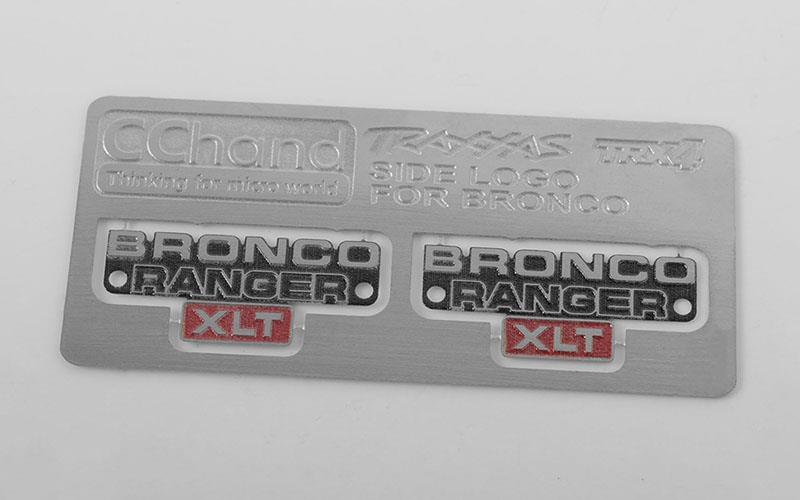 CChand
Thinking for micro world
TRAXXAS TRX4
SIDE LOGO
FOR BRONCO
BRONCO
RANGER
XLT
BRONCO
RANGER
XLT